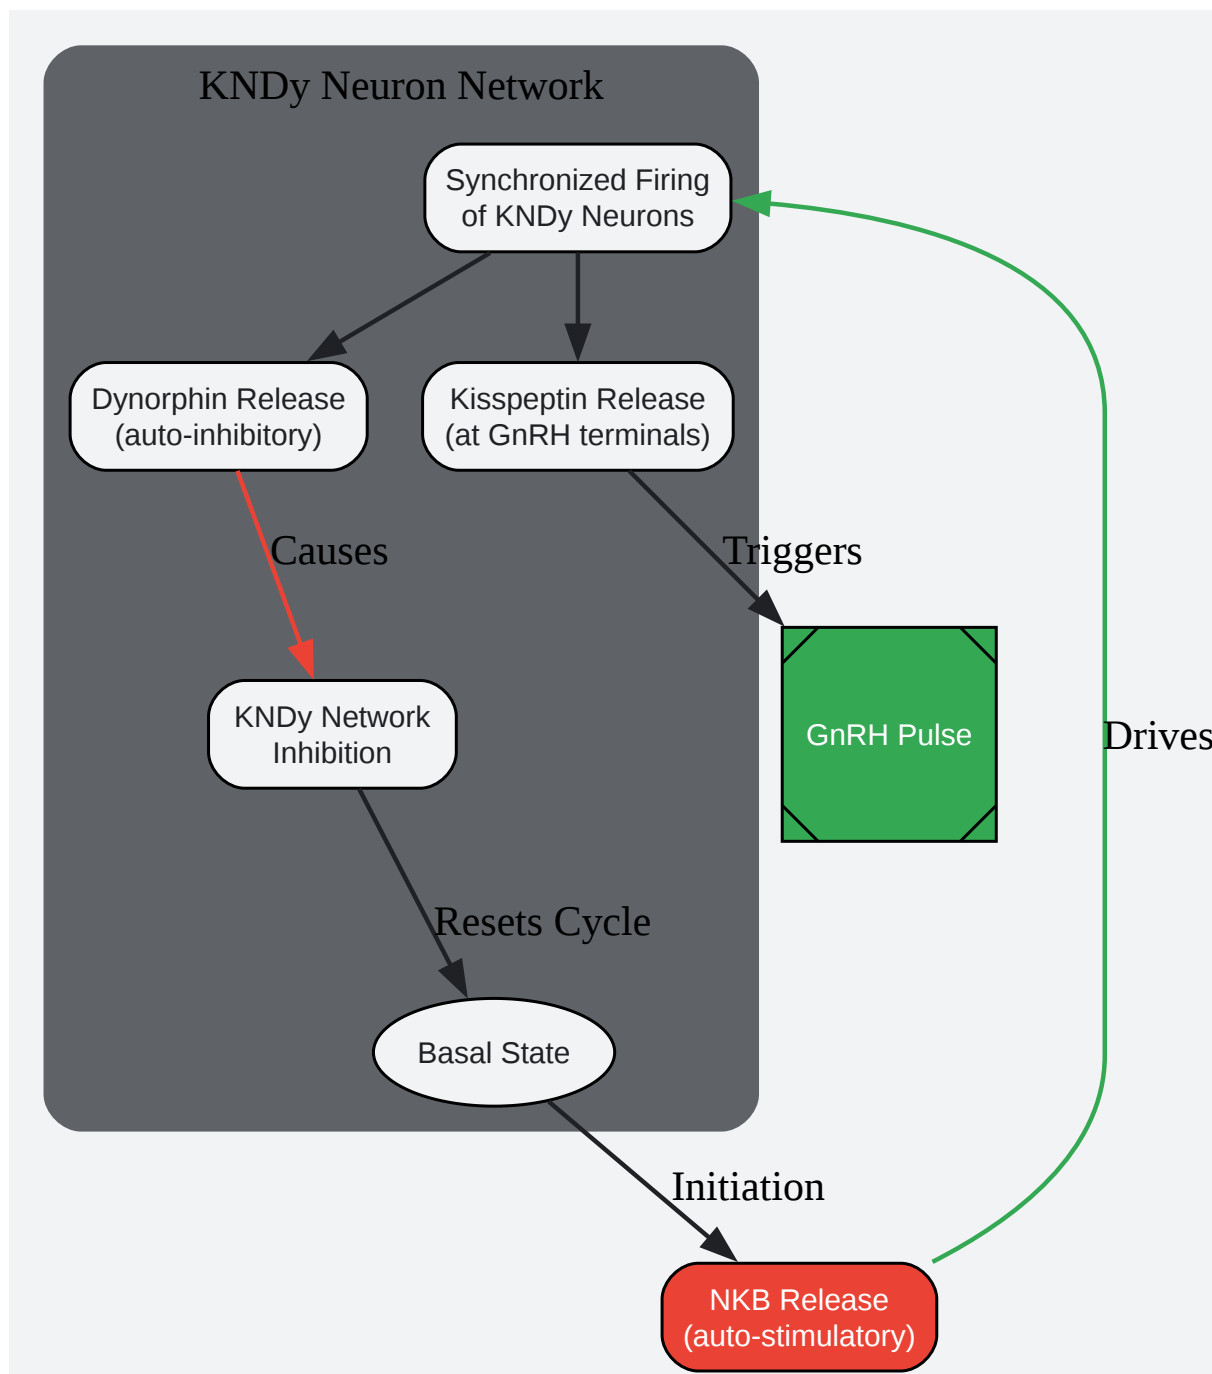 KNDy Neuron Network
Synchronized Firing
of KNDy Neurons
Dynorphin Release
(auto-inhibitory)
Kisspeptin Release
(at GnRH terminals)
Causes
Triggers
KNDy Network
Inhibition
GnRH Pulse
Drives
Resets Cycle
Basal State
Initiation
NKB Release
(auto-stimulatory)